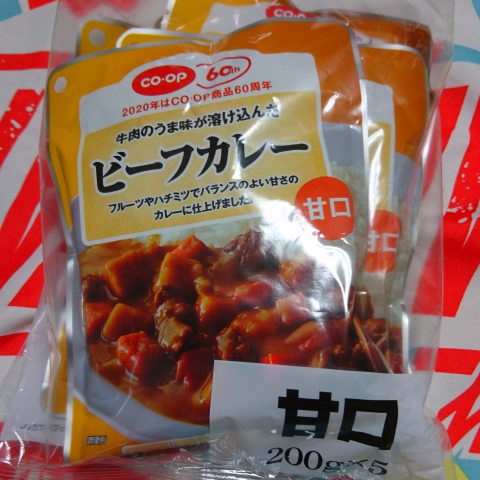 CO·OP 60th
2020年はCO·OP商品60周年
牛肉のうま味が溶け込んだ
ビーフカレー
フルーツやハチミツでバランスのよい甘さの
カレーに仕上げました。
甘口
調理例
甘口
200g×5